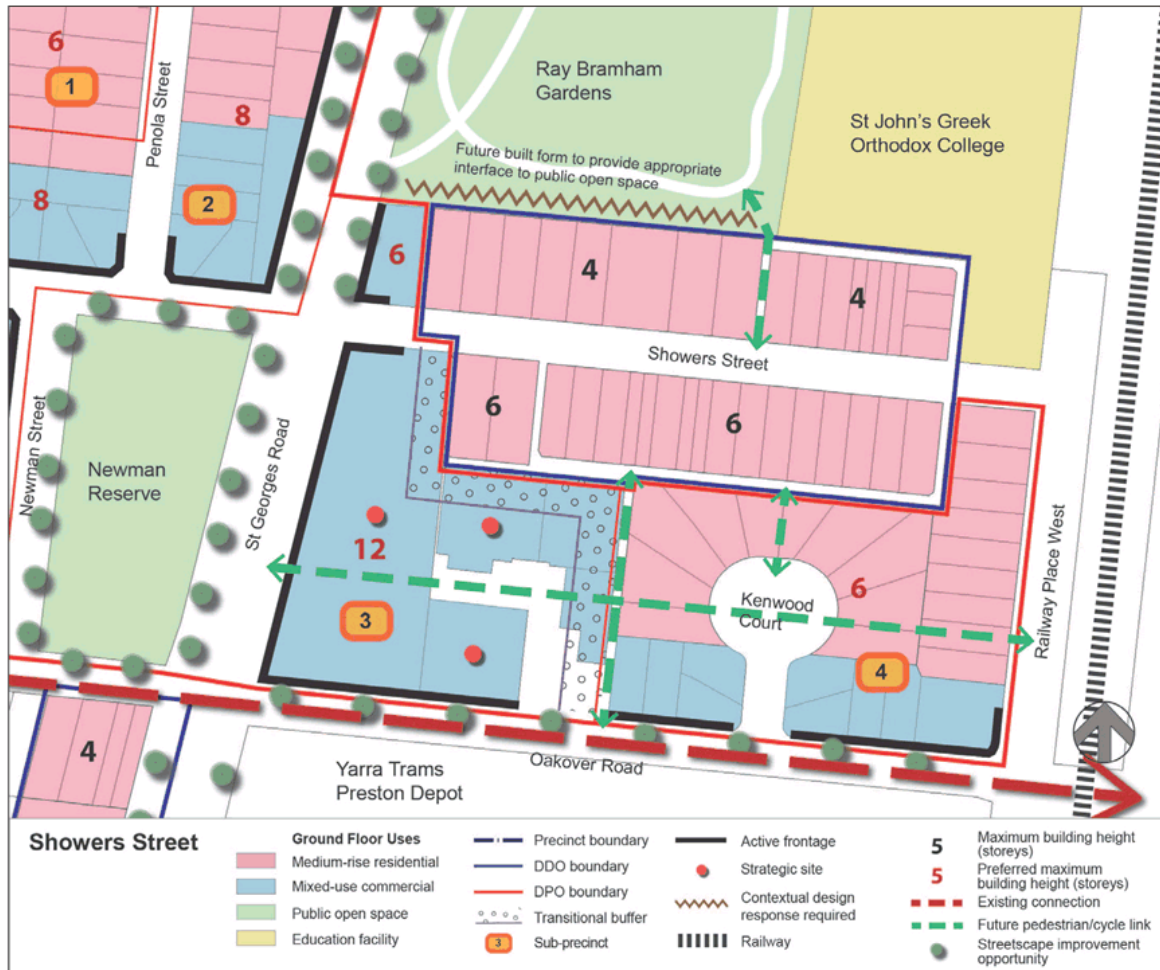 6
1
Penola Street
8
2
8
Ray Bramham
Gardens
St John's Greek
Orthodox College
Future built form to provide appropriate
interface to public open space
6
4
4
Showers Street
6
6
Newman Street
Newman
Reserve
St Georges Road
12
3
Kenwood
Court
6
4
Railway Place West
4
Yarra Trams
Preston Depot
Oakover Road
Showers Street
Ground Floor Uses
Medium-rise residential
Mixed-use commercial
Public open space
Education facility
Precinct boundary
DDO boundary
DPO boundary
Transitional buffer
3
Sub-precinct
Active frontage
Strategic site
Contextual design
response required
Railway
5
Maximum building height
(storeys)
5
Preferred maximum
building height (storeys)
Existing connection
Future pedestrian/cycle link
Streetscape improvement
opportunity